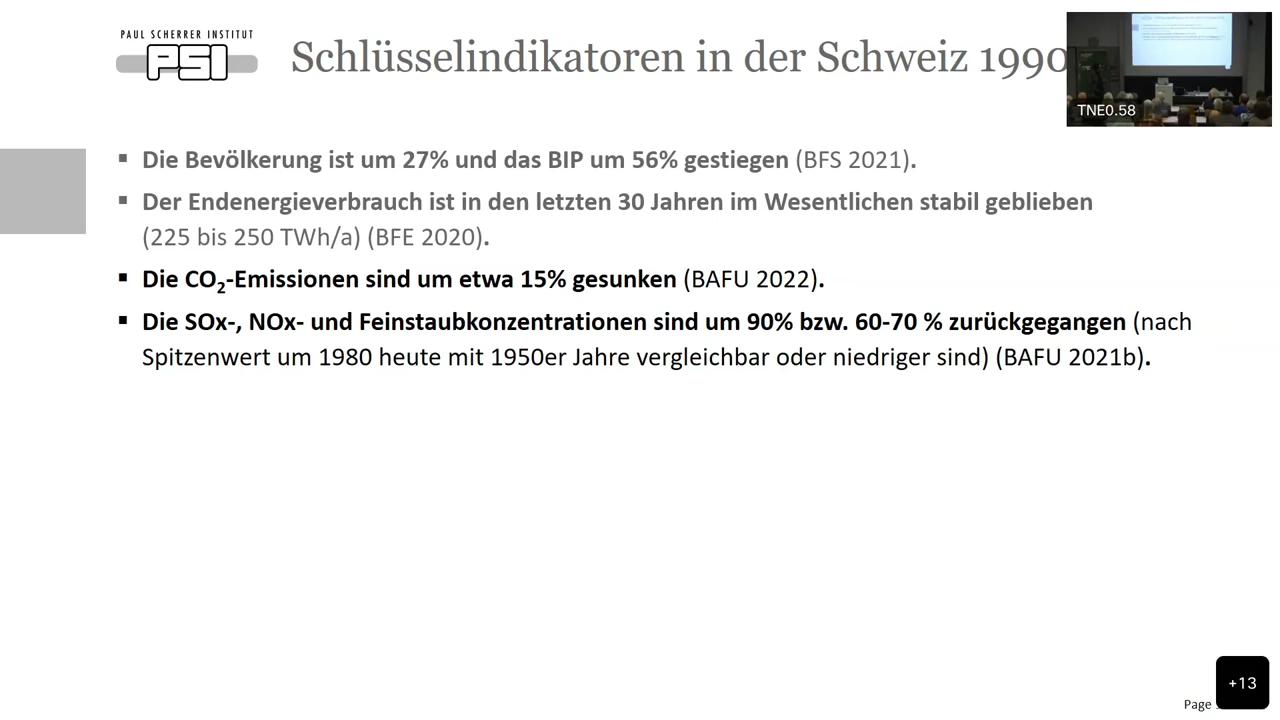 PAUL SCHERRER INSTITUT
PSI
Schlüsselindikatoren in der Schweiz 1990
TNE0.58
▪ Die Bevölkerung ist um 27% und das BIP um 56% gestiegen (BFS 2021).
▪ Der Endenergieverbrauch ist in den letzten 30 Jahren im Wesentlichen stabil geblieben
(225 bis 250 TWh/a) (BFE 2020).
▪ Die CO₂-Emissionen sind um etwa 15% gesunken (BAFU 2022).
▪ Die SOx-, NOx- und Feinstaubkonzentrationen sind um 90% bzw. 60-70 % zurückgegangen (nach
Spitzenwert um 1980 heute mit 1950er Jahre vergleichbar oder niedriger sind) (BAFU 2021b).
+13
Page